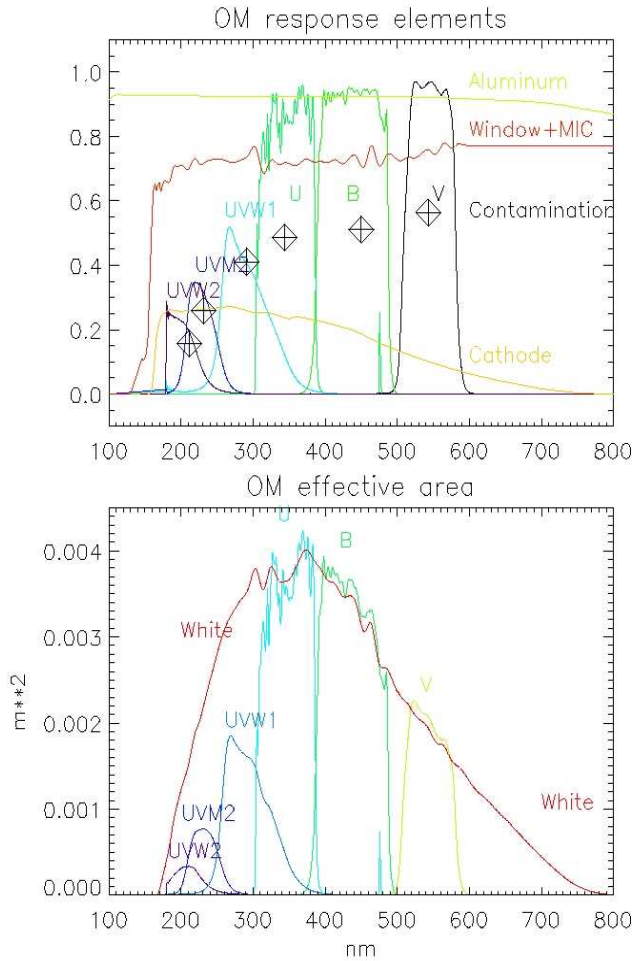 OM response elements
1.0
Aluminum
0.8
Window+MIC
0.6
UVW1
U
B
V
Contamination
0.4
UVM2
UVW2
0.2
Cathode
0.0
100 200 300 400 500 600 700 800
OM effective area
U
B
0.004
White
0.003
m**2
V
0.002
UVW1
0.001
UVM2
White
UVW2
0.000
100 200 300 400 500 600 700 800
nm